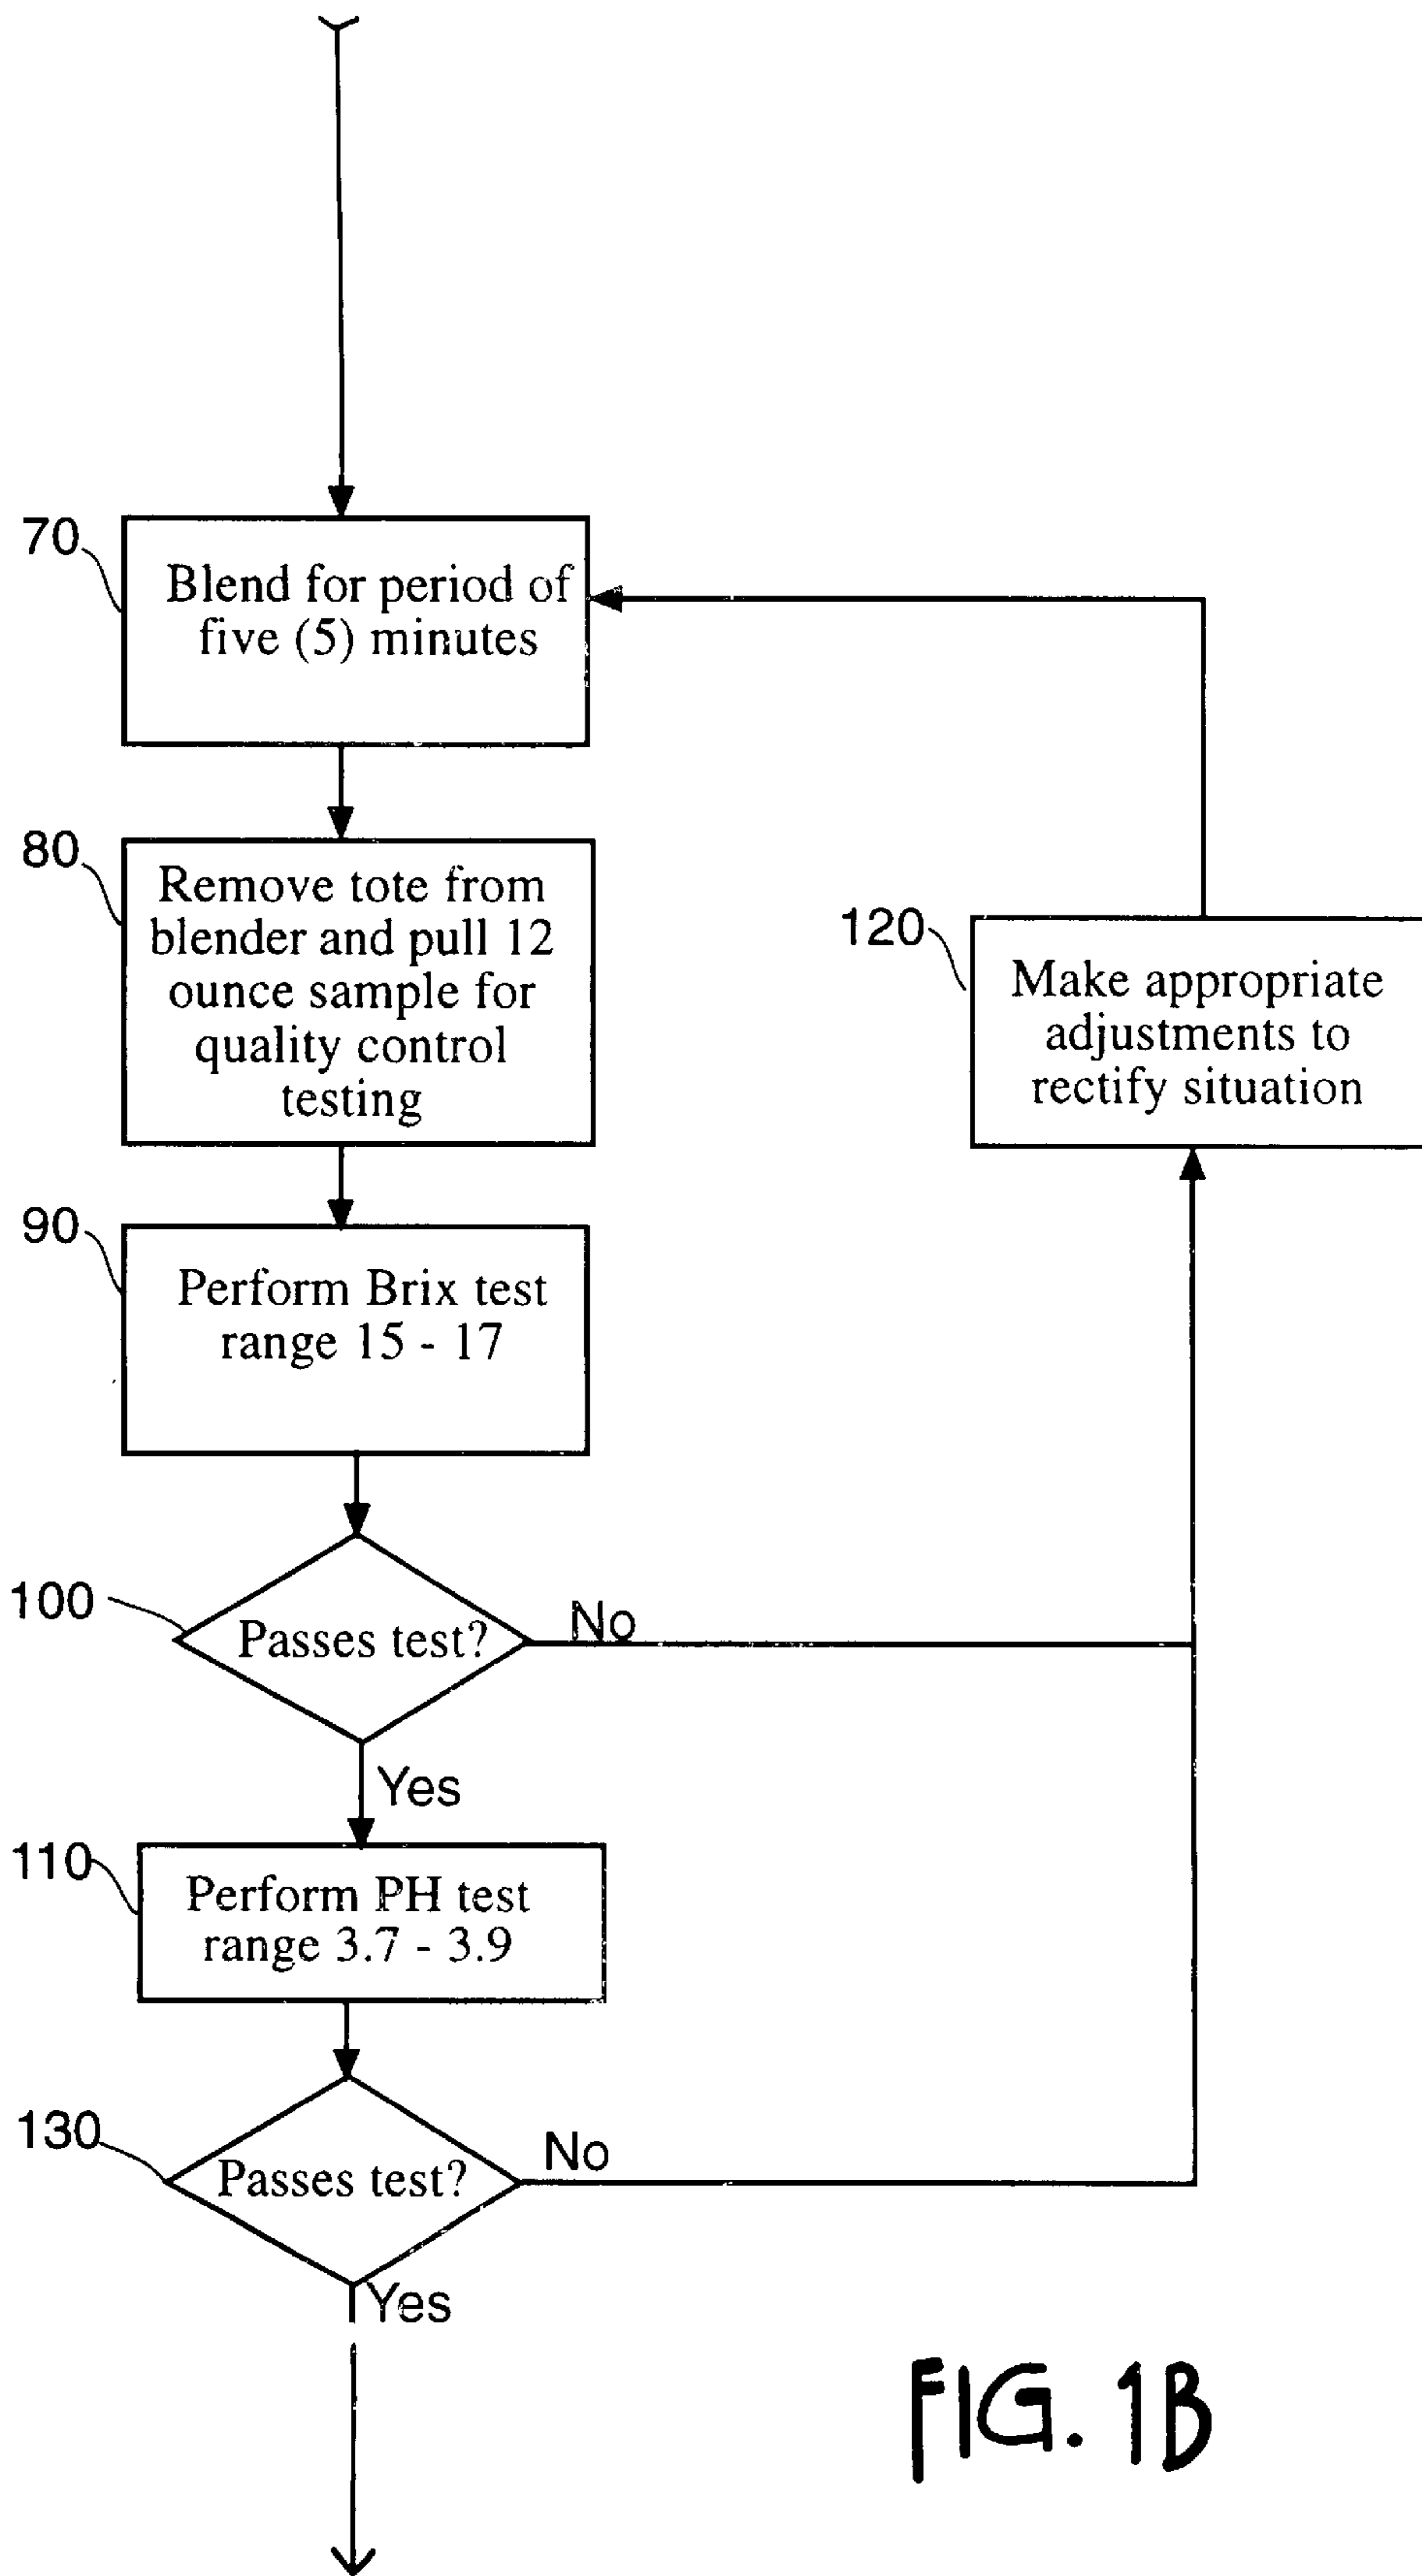 70
Blend for period of
five (5) minutes
80
Remove tote from
blender and pull 12
ounce sample for
quality control
testing
120
Make appropriate
adjustments to
rectify situation
90
Perform Brix test
range 15 - 17
100
Passes test?
No
Yes
110
Perform PH test
range 3.7 - 3.9
130
Passes test?
No
Yes
FIG. 1B